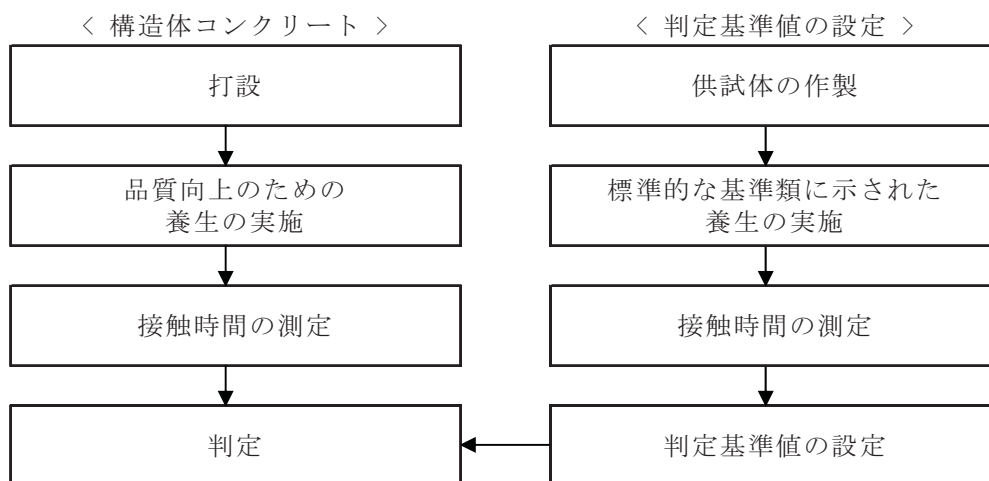 < 構造体コンクリート >
打設
品質向上のための
養生の実施
接触時間の測定
判定
< 判定基準値の設定 >
供試体の作製
標準的な基準類に示された
養生の実施
接触時間の測定
判定基準値の設定